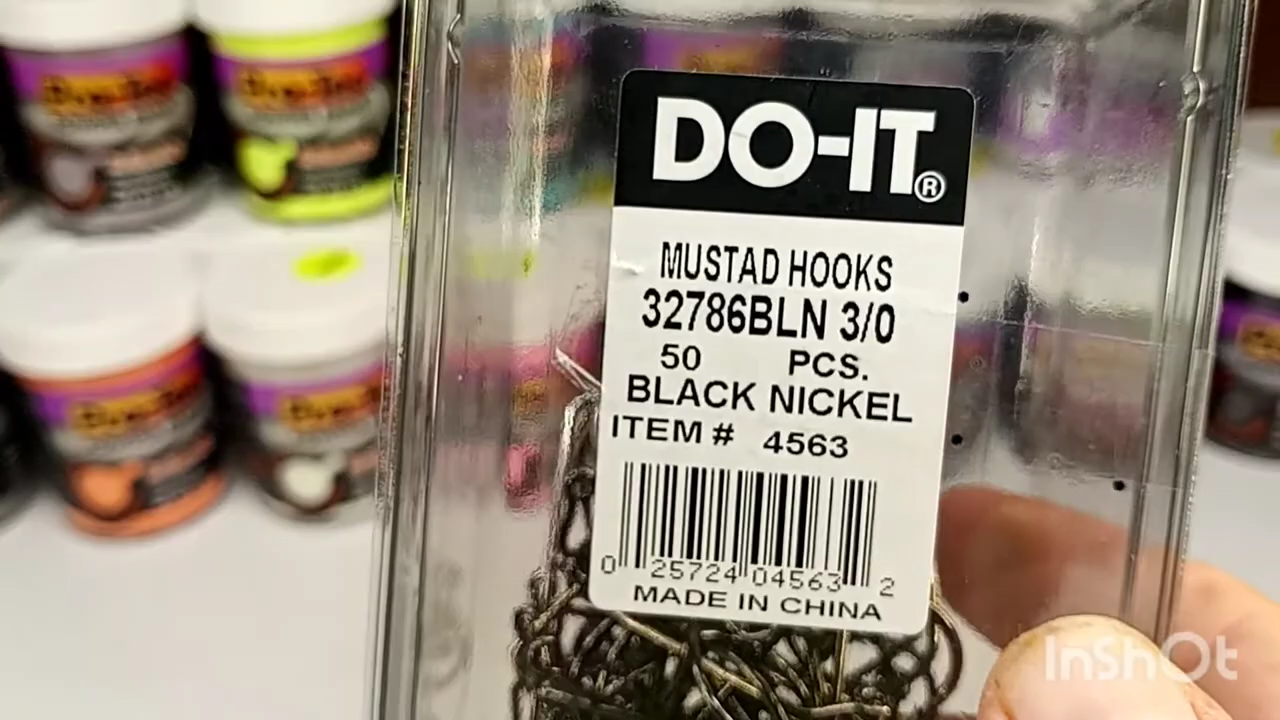 DO-IT®
MUSTAD HOOKS
32786BLN 3/0
50 PCS.
BLACK NICKEL
ITEM # 4563
0 25724 04563 2
MADE IN CHINA
InShOt